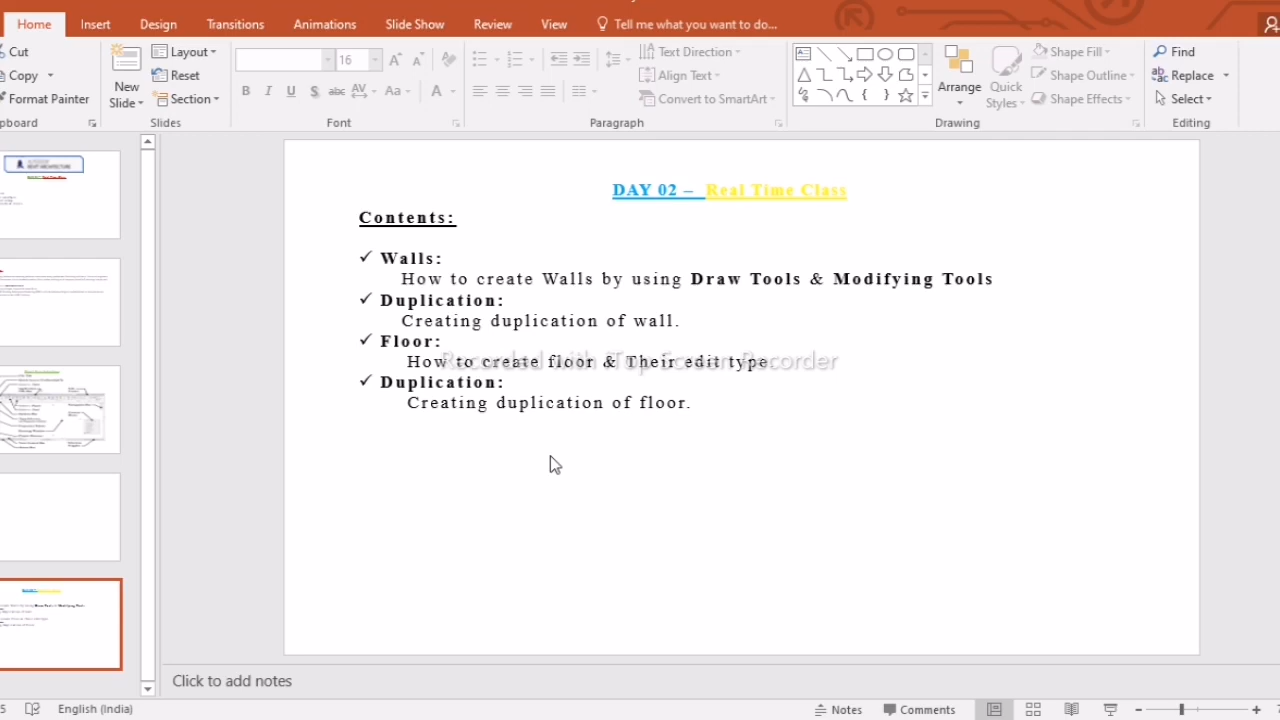 Home Insert Design Transitions Animations Slide Show Review View Tell me what you want to do...
Cut
Copy
Format Painter
New
Slide
Layout
Reset
Section
Slides
16
B I U S abc AV Aa A
Font
Text Direction
Align Text
Convert to SmartArt
Paragraph
Arrange
Quick
Styles
Shape Fill
Shape Outline
Shape Effects
Drawing
Find
Replace
Select
Editing
DAY 02 – Real Time Class
Contents:
✓ Walls:
How to create Walls by using Draw Tools & Modifying Tools
✓ Duplication:
Creating duplication of wall.
✓ Floor:
How to create floor & Their edit type.
✓ Duplication:
Creating duplication of floor.
Recorded with iTop Screen Recorder
Click to add notes
English (India)
Notes
Comments